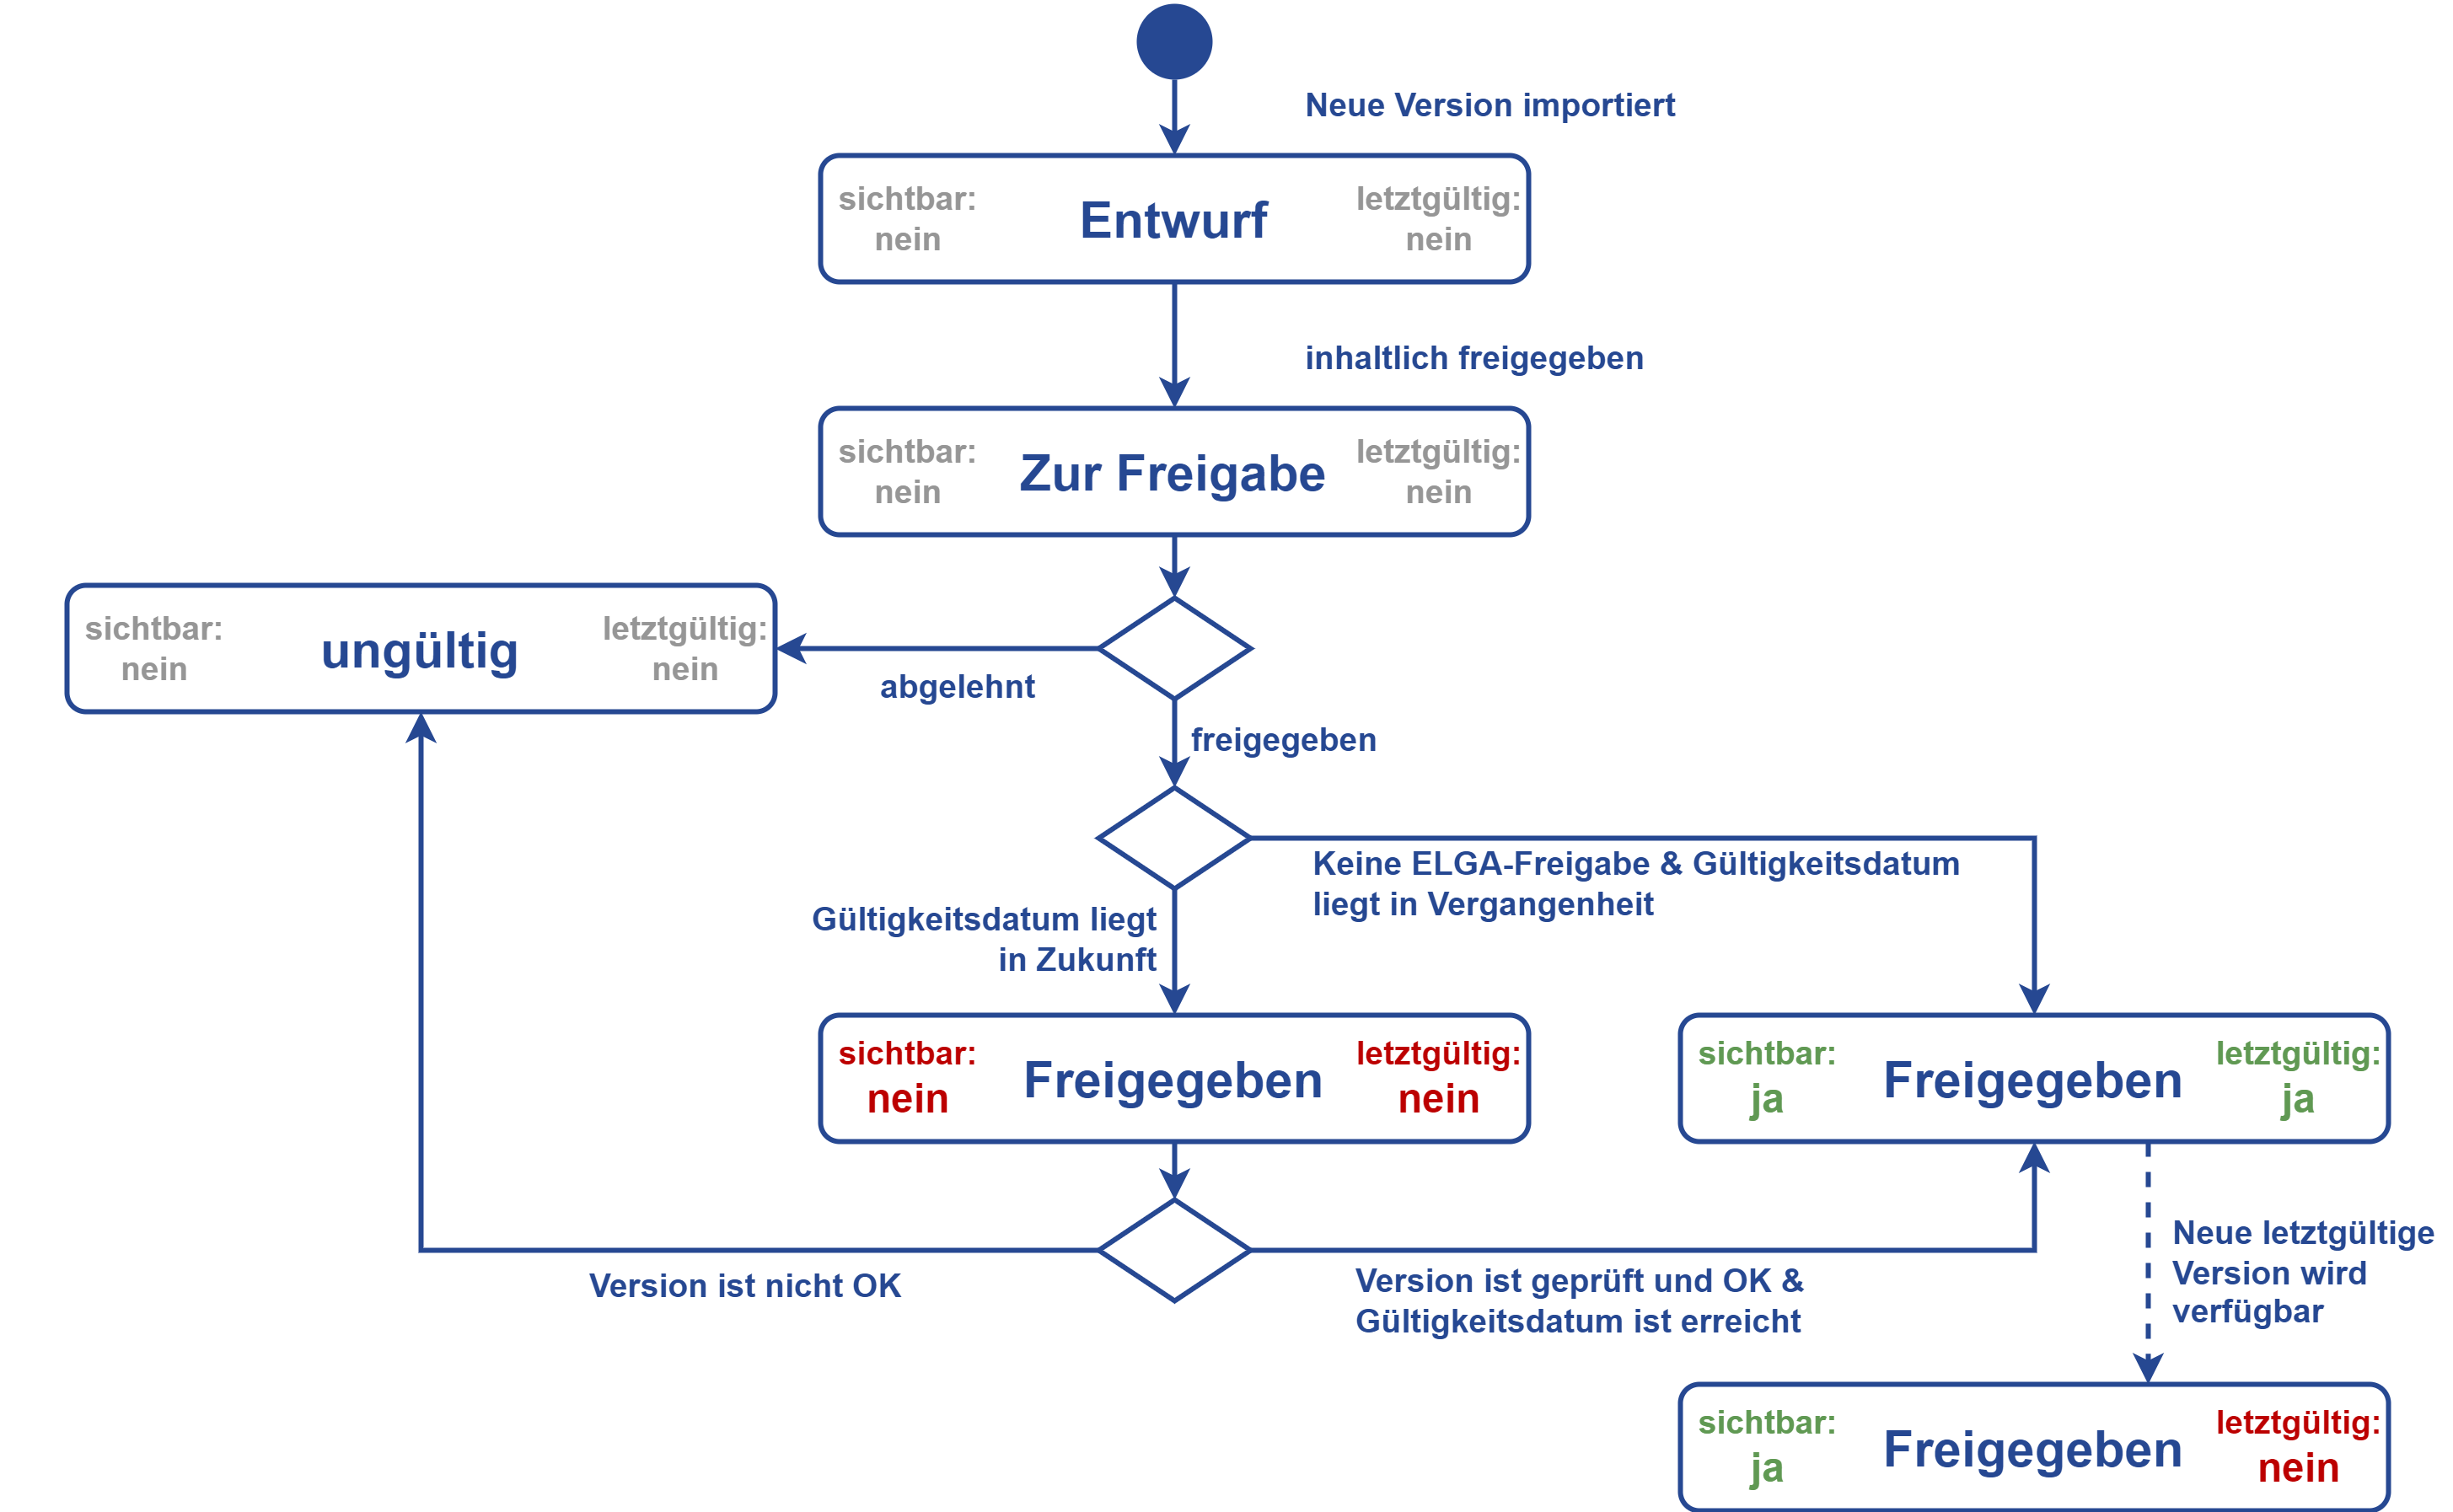 Neue Version importiert
sichtbar:
nein
Entwurf
letztgültig:
nein
inhaltlich freigegeben
sichtbar:
nein
Zur Freigabe
letztgültig:
nein
sichtbar:
nein
ungültig
letztgültig:
nein
abgelehnt
freigegeben
Keine ELGA-Freigabe & Gültigkeitsdatum
liegt in Vergangenheit
Gültigkeitsdatum liegt
in Zukunft
sichtbar:
nein
Freigegeben
letztgültig:
nein
sichtbar:
ja
Freigegeben
letztgültig:
ja
Version ist nicht OK
Version ist geprüft und OK &
Gültigkeitsdatum ist erreicht
Neue letztgültige
Version wird
verfügbar
sichtbar:
ja
Freigegeben
letztgültig:
nein